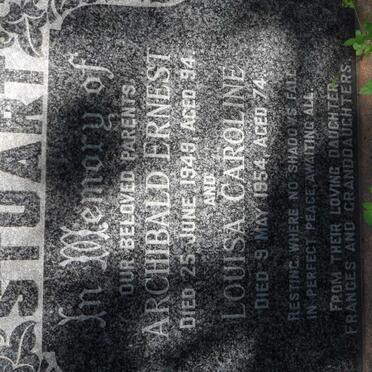 STUART
In Memory of
OUR BELOVED PARENTS
ARCHIBALD ERNEST
DIED 25 JUNE 1949 AGED 94.
AND
LOUISA CAROLINE
DIED 9 MAY 1954 AGED 74.
RESTING WHERE NO SHADOWS FALL
IN PERFECT PEACE AWAITING ALL.
FROM THEIR LOVING DAUGHTER
FRANCES AND GRANDDAUGHTERS.